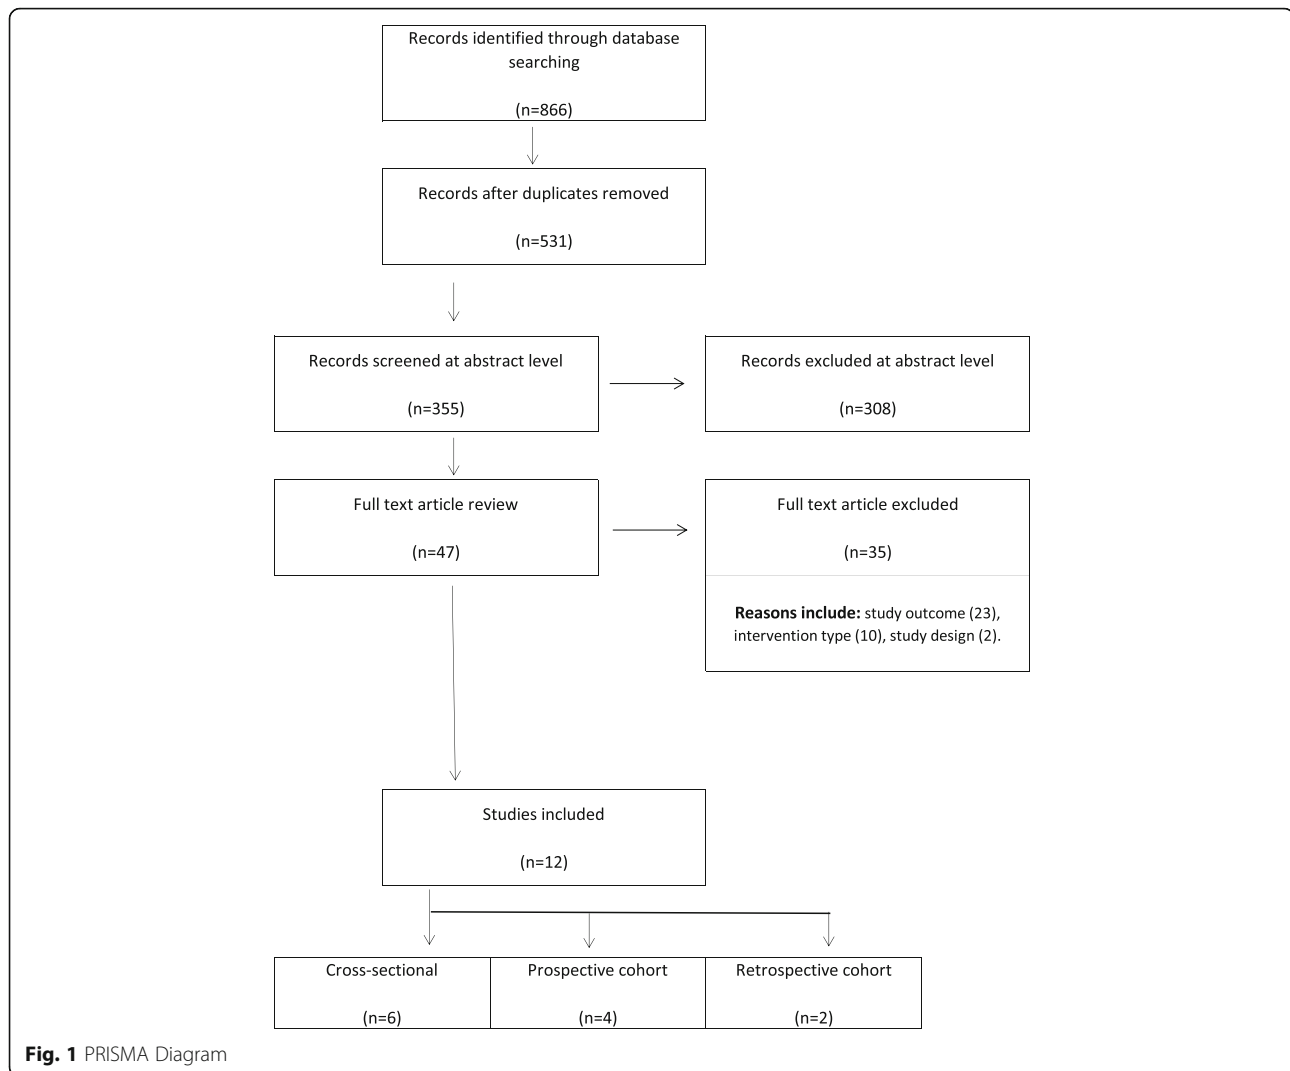 Records identified through database
searching
(n=866)
Records after duplicates removed
(n=531)
Records screened at abstract level
(n=355)
Records excluded at abstract level
(n=308)
Full text article review
(n=47)
Full text article excluded
(n=35)
Reasons include: study outcome (23),
intervention type (10), study design (2).
Studies included
(n=12)
Cross-sectional
(n=6)
Prospective cohort
(n=4)
Retrospective cohort
(n=2)
Fig. 1 PRISMA Diagram